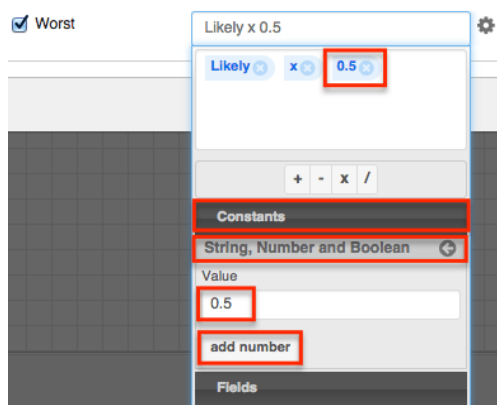 Worst
Likely x 0.5
Likely x 0.5
+ - x /
Constants
String, Number and Boolean
Value
0.5
add number
Fields